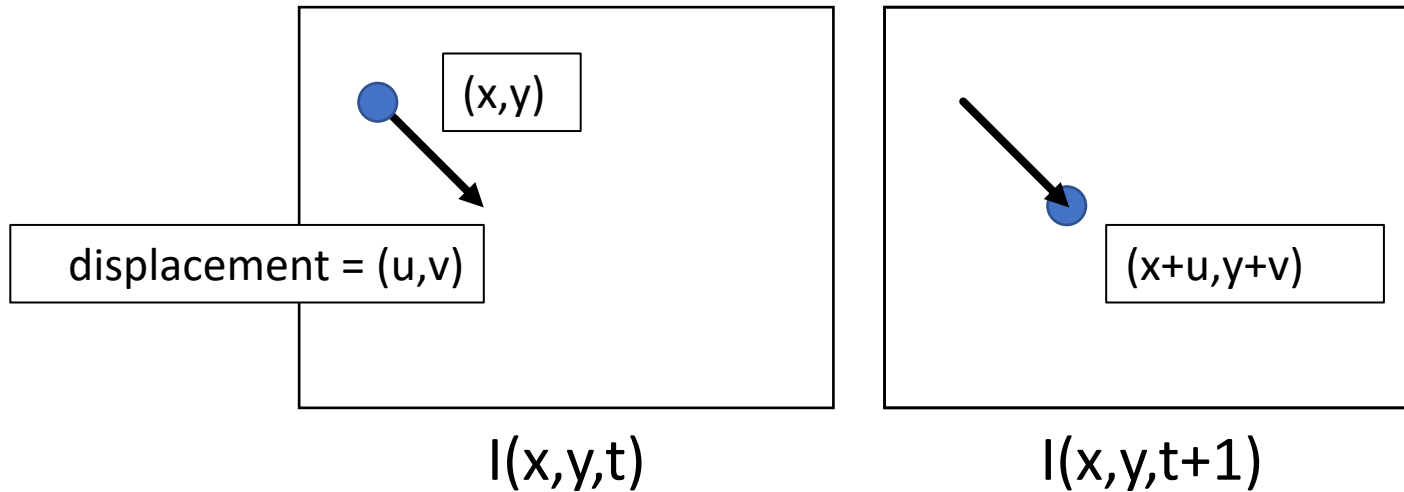 (x,y)
displacement = (u,v)
(x+u,y+v)
I(x,y,t)
I(x,y,t+1)